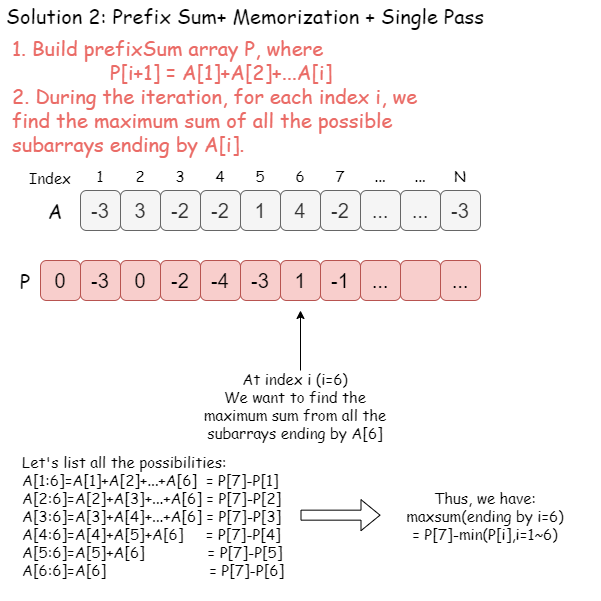 Solution 2: Prefix Sum+ Memorization + Single Pass
1. Build prefixSum array P, where
P[i+1] = A[1]+A[2]+...A[i]
2. During the iteration, for each index i, we
find the maximum sum of all the possible
subarrays ending by A[i].
Index 1 2 3 4 5 6 7 ... ... N
A -3 3 -2 -2 1 4 -2 ... ... -3
P 0 -3 0 -2 -4 -3 1 -1 ... ...
At index i (i=6)
We want to find the
maximum sum from all the
subarrays ending by A[6]
Let's list all the possibilities:
A[1:6]=A[1]+A[2]+...+A[6] = P[7]-P[1]
A[2:6]=A[2]+A[3]+...+A[6] = P[7]-P[2]
A[3:6]=A[3]+A[4]+...+A[6] = P[7]-P[3]
A[4:6]=A[4]+A[5]+A[6] = P[7]-P[4]
A[5:6]=A[5]+A[6] = P[7]-P[5]
A[6:6]=A[6] = P[7]-P[6]
Thus, we have:
maxsum(ending by i=6)
= P[7]-min(P[i],i=1~6)